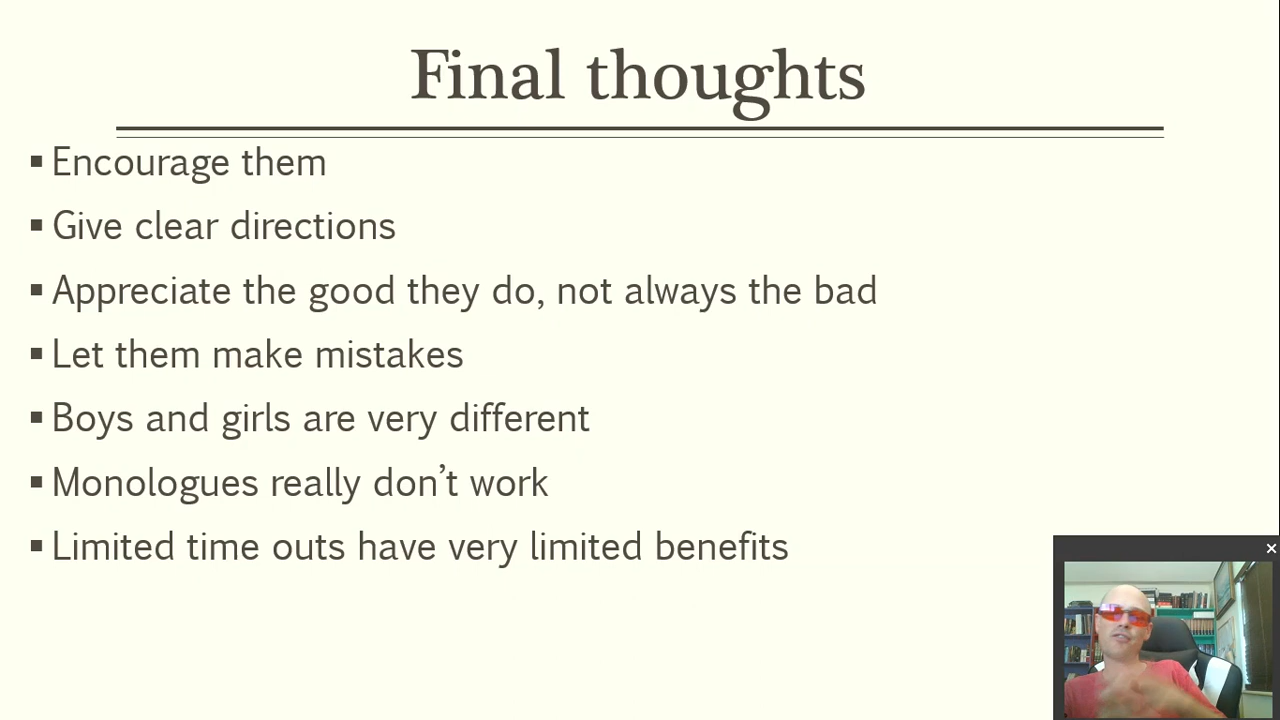 Final thoughts
▪ Encourage them
▪ Give clear directions
▪ Appreciate the good they do, not always the bad
▪ Let them make mistakes
▪ Boys and girls are very different
▪ Monologues really don’t work
▪ Limited time outs have very limited benefits